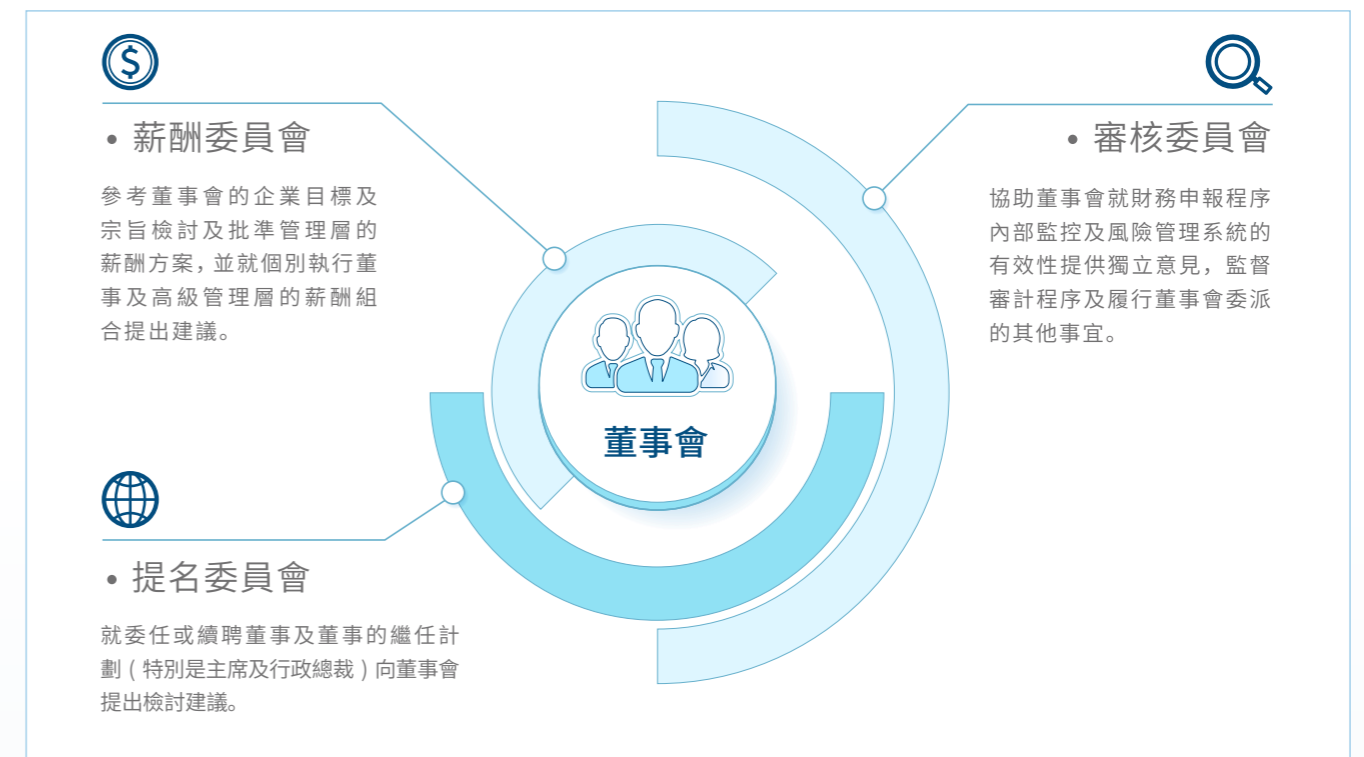 • 薪酬委員會
參考董事會的企業目標及
宗旨檢討及批準管理層的
薪酬方案，並就個別執行董
事及高級管理層的薪酬組
合提出建議。
• 審核委員會
協助董事會就財務申報程序
內部監控及風險管理系統的
有效性提供獨立意見，監督
審計程序及履行董事會委派
的其他事宜。
董事會
• 提名委員會
就委任或續聘董事及董事的繼任計
劃（特別是主席及行政總裁）向董事會
提出檢討建議。